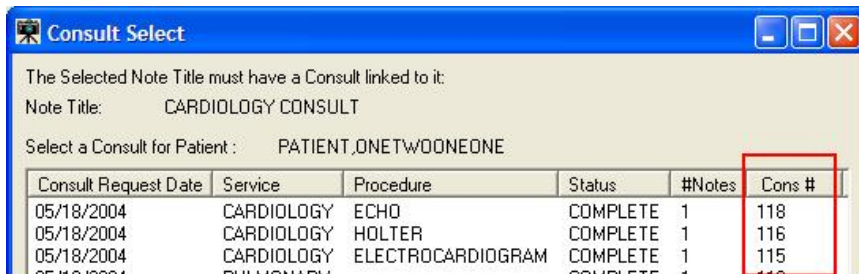 Consult Select
The Selected Note Title must have a Consult linked to it:
Note Title: CARDIOLOGY CONSULT
Select a Consult for Patient : PATIENT,ONETWOONEONE
Consult Request Date Service Procedure Status #Notes Cons #
05/18/2004 CARDIOLOGY ECHO COMPLETE 1 118
05/18/2004 CARDIOLOGY HOLTER COMPLETE 1 116
05/18/2004 CARDIOLOGY ELECTROCARDIOGRAM COMPLETE 1 115